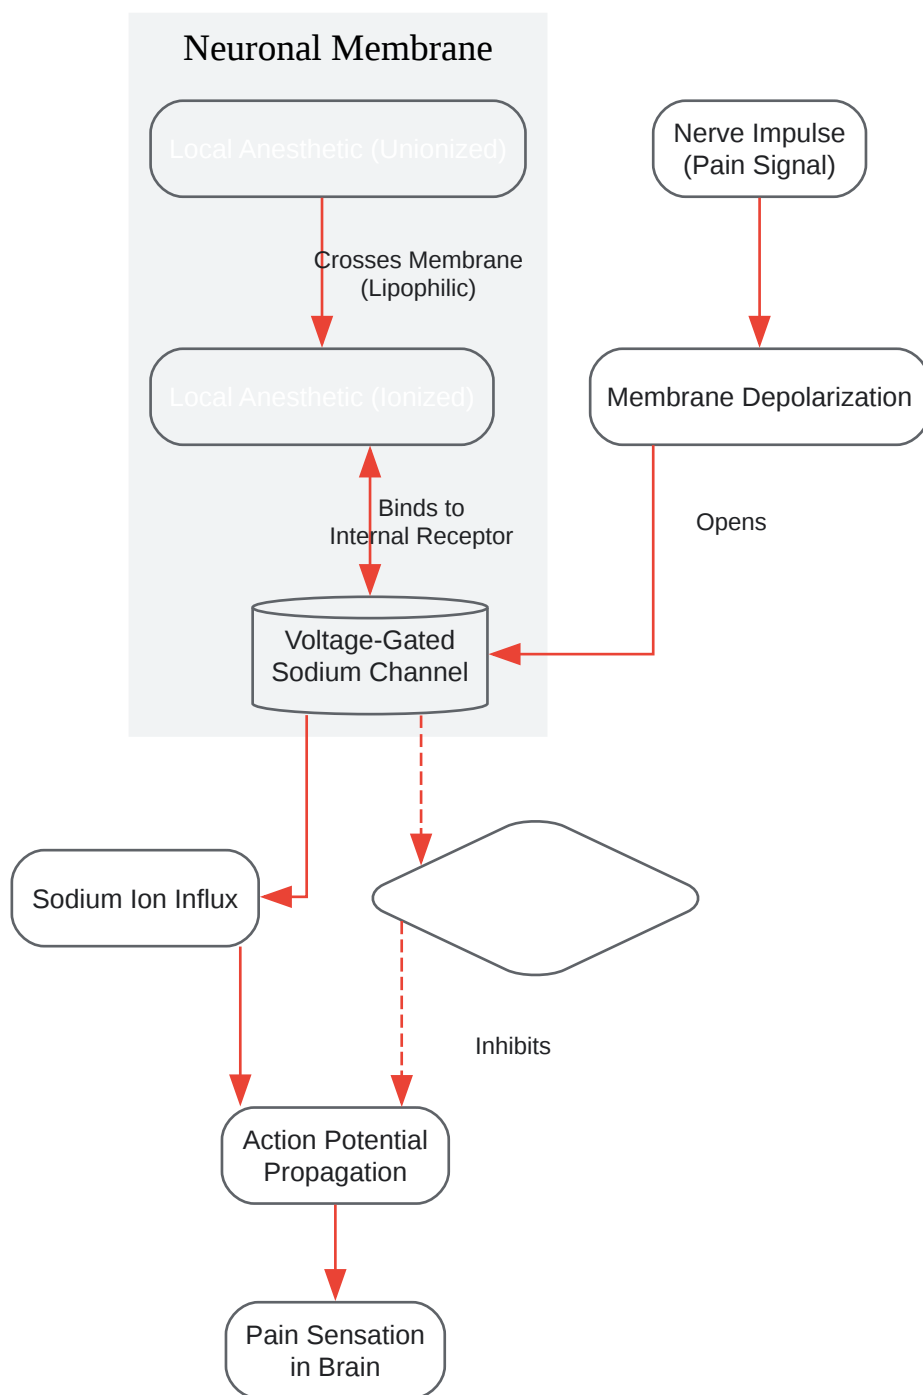 Neuronal Membrane
Local Anesthetic (Unionized)
Nerve Impulse
(Pain Signal)
Crosses Membrane
(Lipophilic)
Local Anesthetic (Ionized)
Membrane Depolarization
Binds to
Internal Receptor
Opens
Voltage-Gated
Sodium Channel
Sodium Ion Influx
Inhibits
Action Potential
Propagation
Pain Sensation
in Brain